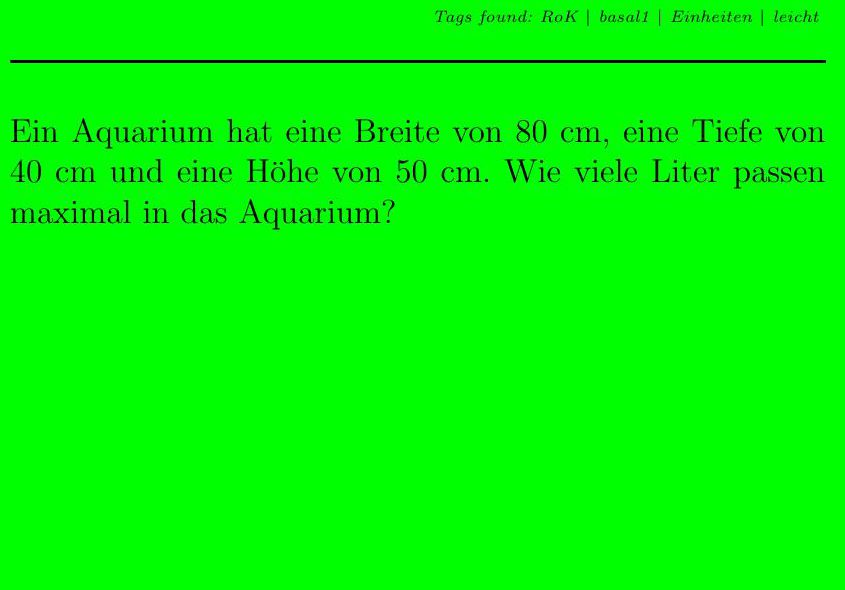 Tags found: RoK | basal1 | Einheiten | leicht
Ein Aquarium hat eine Breite von 80 cm, eine Tiefe von
40 cm und eine Höhe von 50 cm. Wie viele Liter passen
maximal in das Aquarium?